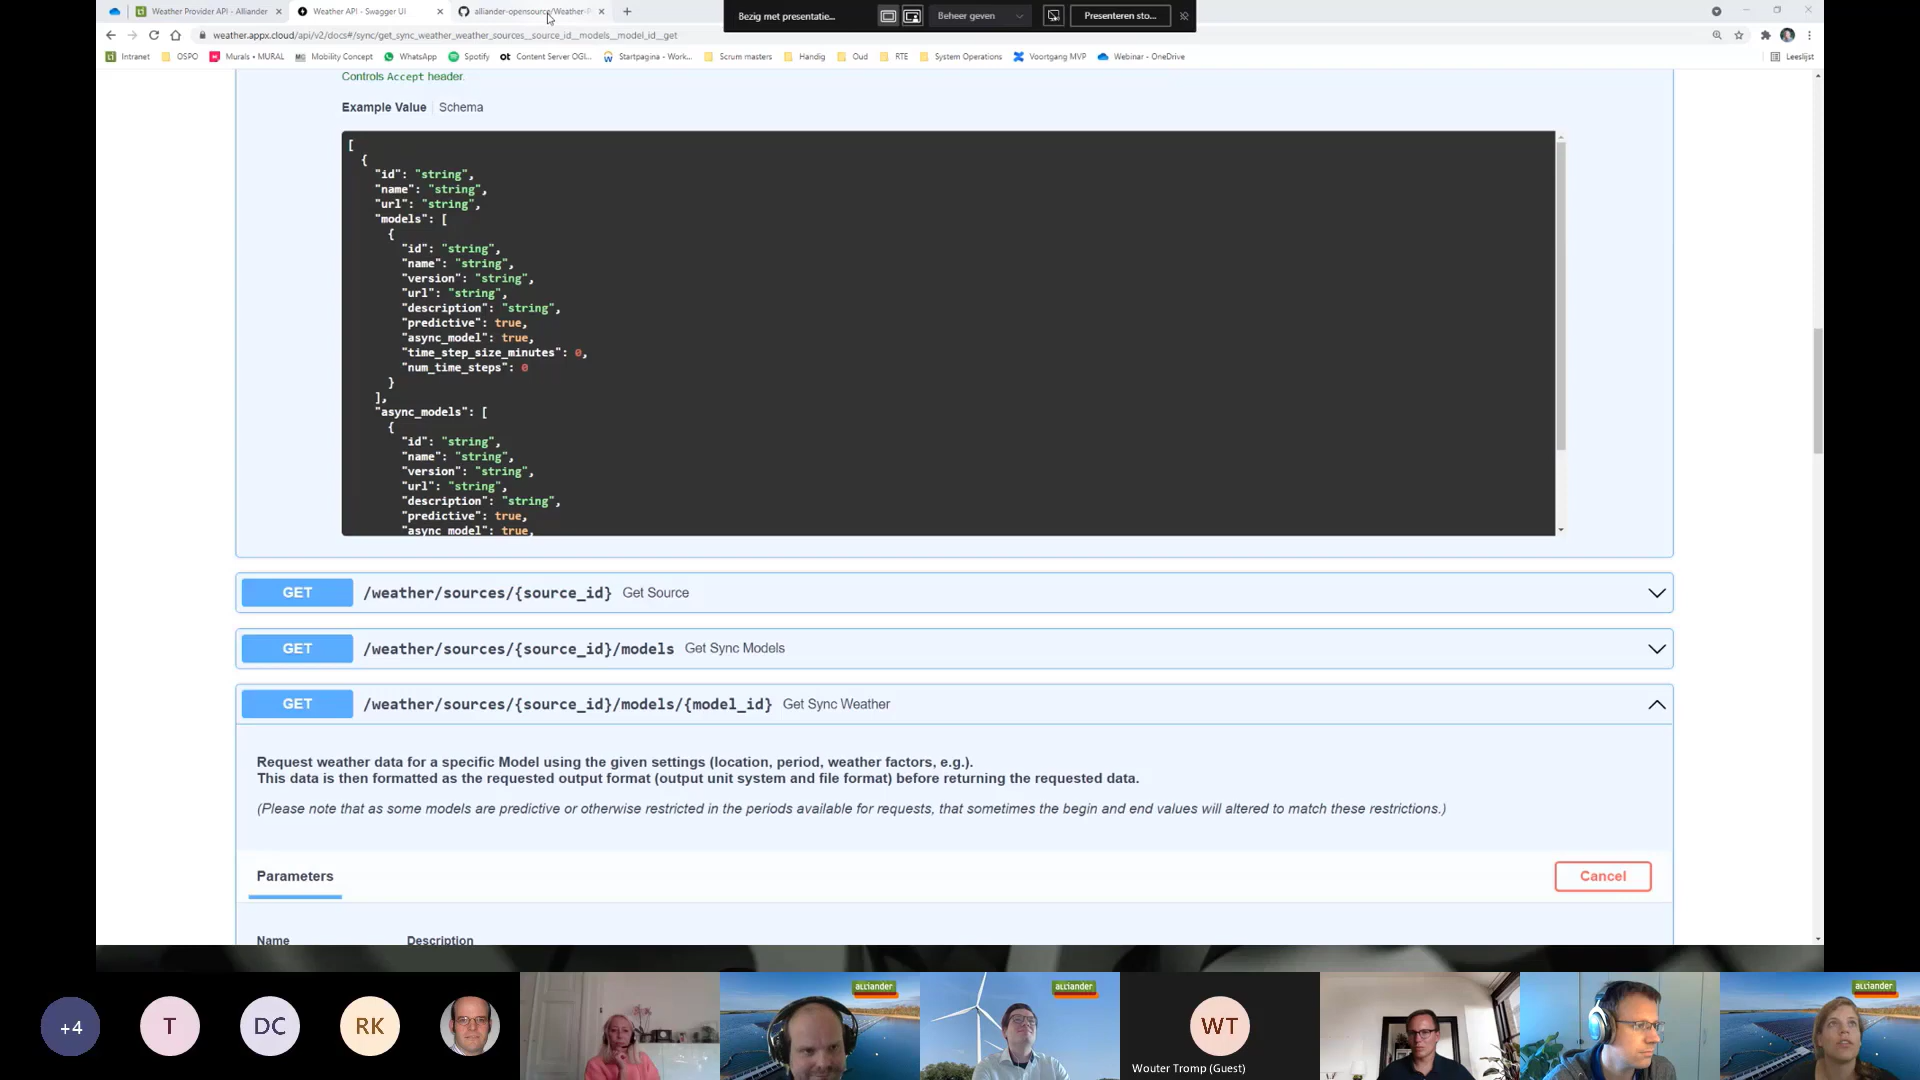 Weather Provider API - Alliander
Weather API - Swagger UI
alliander-opensource/Weather-P
Bezig met presentatie...
Beheer geven
Presenteren sto...
weather.appx.cloud/api/v2/docs#/sync/get_sync_weather_weather_sources__source_id__models__model_id__get
Intranet
OSPO
Murals • MURAL
Mobility Concept
WhatsApp
Spotify
Content Server OGI...
Startpagina - Work...
Scrum masters
Handig
Oud
RTE
System Operations
Voortgang MVP
Webinar - OneDrive
Leeslijst
Controls Accept header.
Example Value
Schema
[
{
"id": "string",
"name": "string",
"url": "string",
"models": [
{
"id": "string",
"name": "string",
"version": "string",
"url": "string",
"description": "string",
"predictive": true,
"async_model": true,
"time_step_size_minutes": 0,
"num_time_steps": 0
}
],
"async_models": [
{
"id": "string",
"name": "string",
"version": "string",
"url": "string",
"description": "string",
"predictive": true,
"async_model": true,
GET /weather/sources/{source_id} Get Source
GET /weather/sources/{source_id}/models Get Sync Models
GET /weather/sources/{source_id}/models/{model_id} Get Sync Weather
Request weather data for a specific Model using the given settings (location, period, weather factors, e.g.).
This data is then formatted as the requested output format (output unit system and file format) before returning the requested data.
(Please note that as some models are predictive or otherwise restricted in the periods available for requests, that sometimes the begin and end values will altered to match these restrictions.)
Parameters
Cancel
Name
Description
+4
T
DC
RK
alliander
alliander
WT
Wouter Tromp (Guest)
alliander